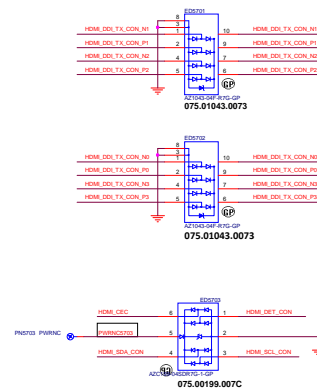 ED5701
8
3
HDMI_DDI_TX_CON_N1 1 10 HDMI_DDI_TX_CON_N1
HDMI_DDI_TX_CON_P1 2 9 HDMI_DDI_TX_CON_P1
HDMI_DDI_TX_CON_N2 4 7 HDMI_DDI_TX_CON_N2
HDMI_DDI_TX_CON_P2 5 6 HDMI_DDI_TX_CON_P2
GP
AZ1043-04F-R7G-GP
075.01043.0073
ED5702
8
3
HDMI_DDI_TX_CON_N0 1 10 HDMI_DDI_TX_CON_N0
HDMI_DDI_TX_CON_P0 2 9 HDMI_DDI_TX_CON_P0
HDMI_DDI_TX_CON_N3 4 7 HDMI_DDI_TX_CON_N3
HDMI_DDI_TX_CON_P3 5 6 HDMI_DDI_TX_CON_P3
GP
AZ1043-04F-R7G-GP
075.01043.0073
ED5703
HDMI_CEC 6 1 HDMI_DET_CON
PN5703 PWRNC PWRNC5703 5 2
HDMI_SDA_CON 4 3 HDMI_SCL_CON
04SDR7G-1-GP
075.00199.007C